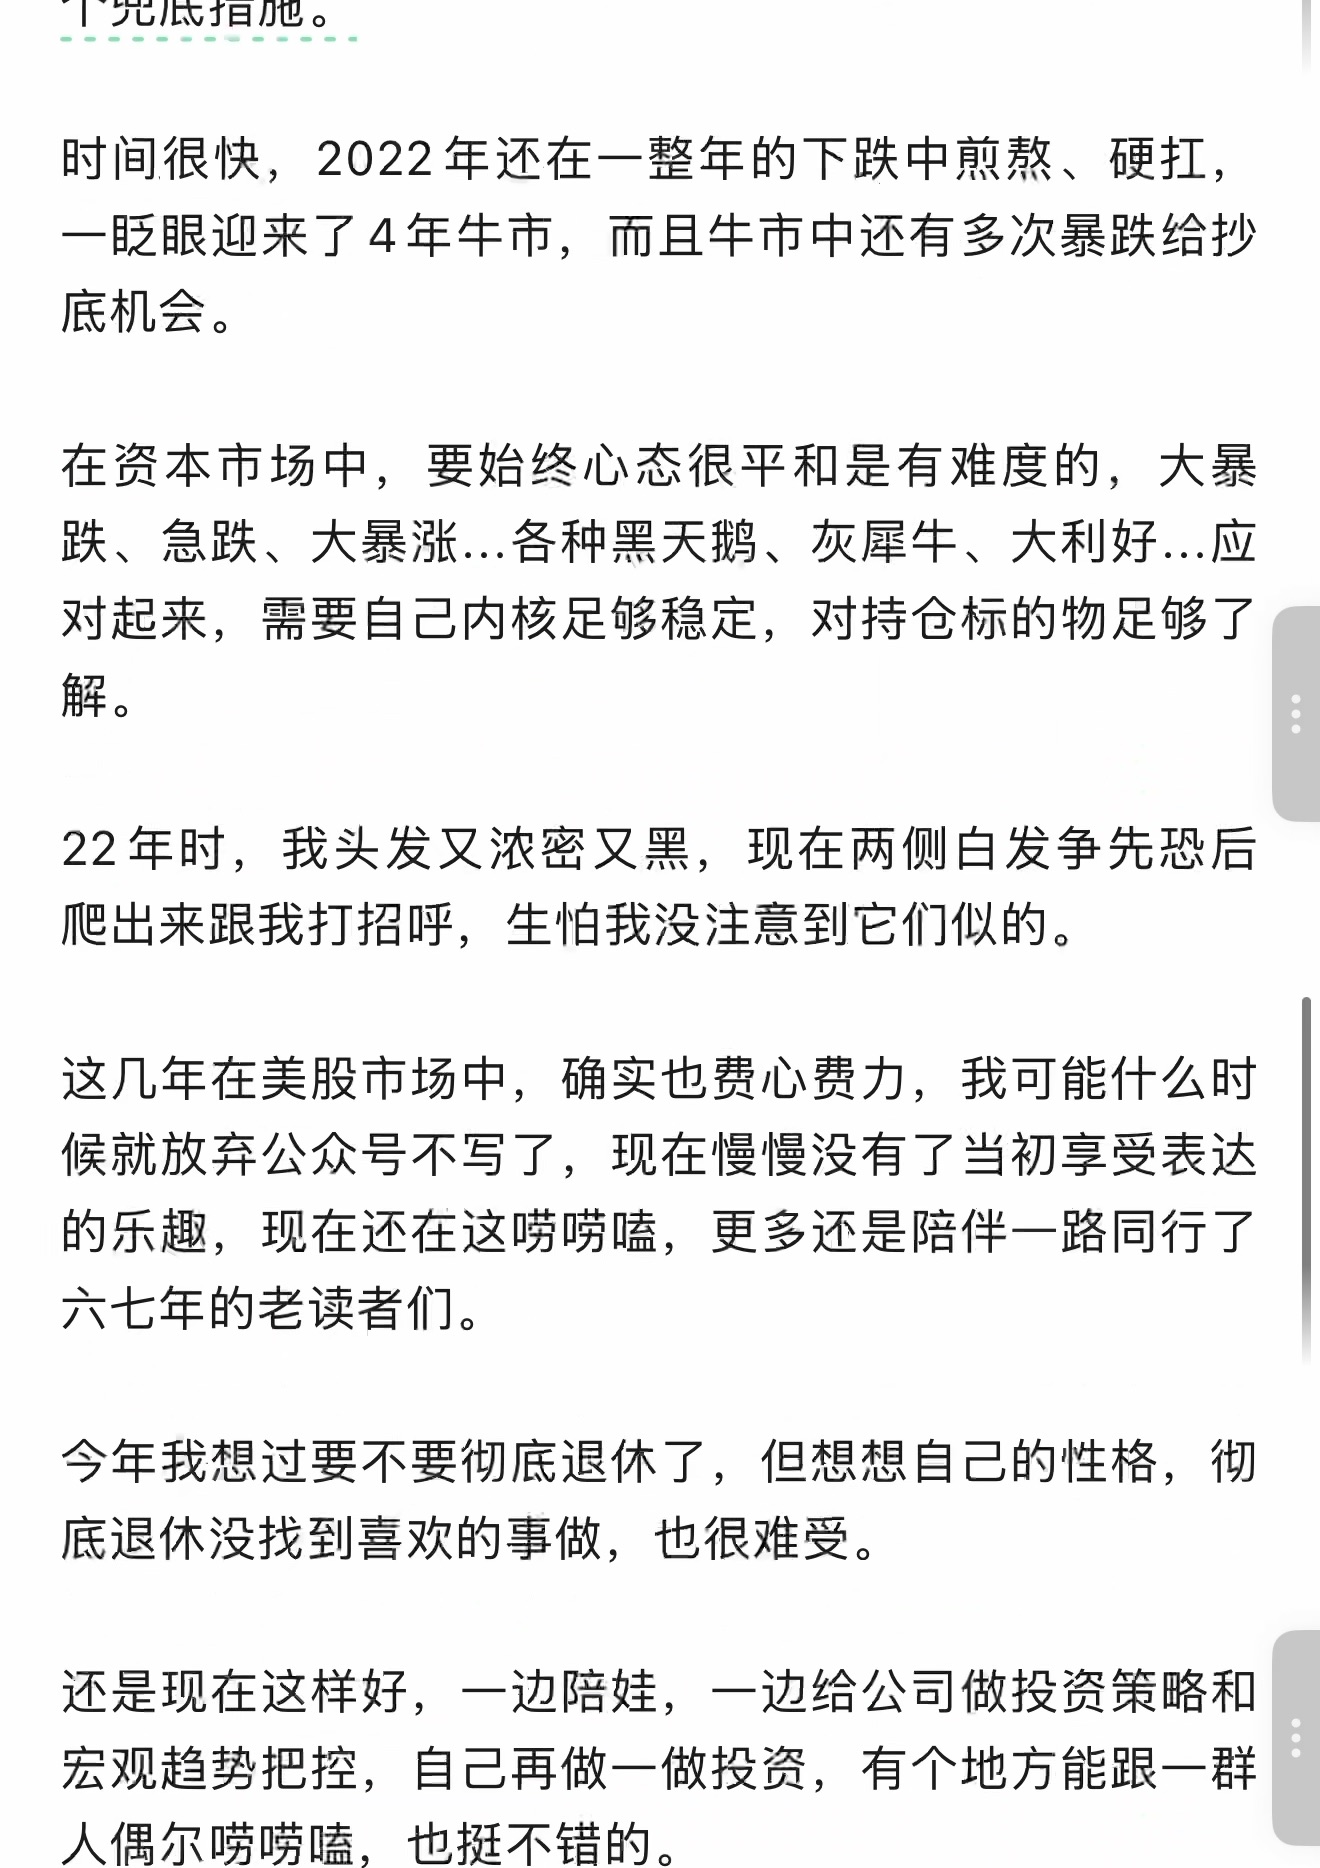 个兜底措施。
时间很快，2022年还在一整年的下跌中煎熬、硬扛，
一眨眼迎来了4年牛市，而且牛市中还有多次暴跌给抄
底机会。
在资本市场中，要始终心态很平和是有难度的，大暴
跌、急跌、大暴涨...各种黑天鹅、灰犀牛、大利好...应
对起来，需要自己内核足够稳定，对持仓标的物足够了
解。
22年时，我头发又浓密又黑，现在两侧白发争先恐后
爬出来跟我打招呼，生怕我没注意到它们似的。
这几年在美股市场中，确实也费心费力，我可能什么时
候就放弃公众号不写了，现在慢慢没有了当初享受表达
的乐趣，现在还在这唠唠嗑，更多还是陪伴一路同行了
六七年的老读者们。
今年我想过要不要彻底退休了，但想想自己的性格，彻
底退休没找到喜欢的事做，也很难受。
还是现在这样好，一边陪娃，一边给公司做投资策略和
宏观趋势把控，自己再做一做投资，有个地方能跟一群
人偶尔唠唠嗑，也挺不错的。